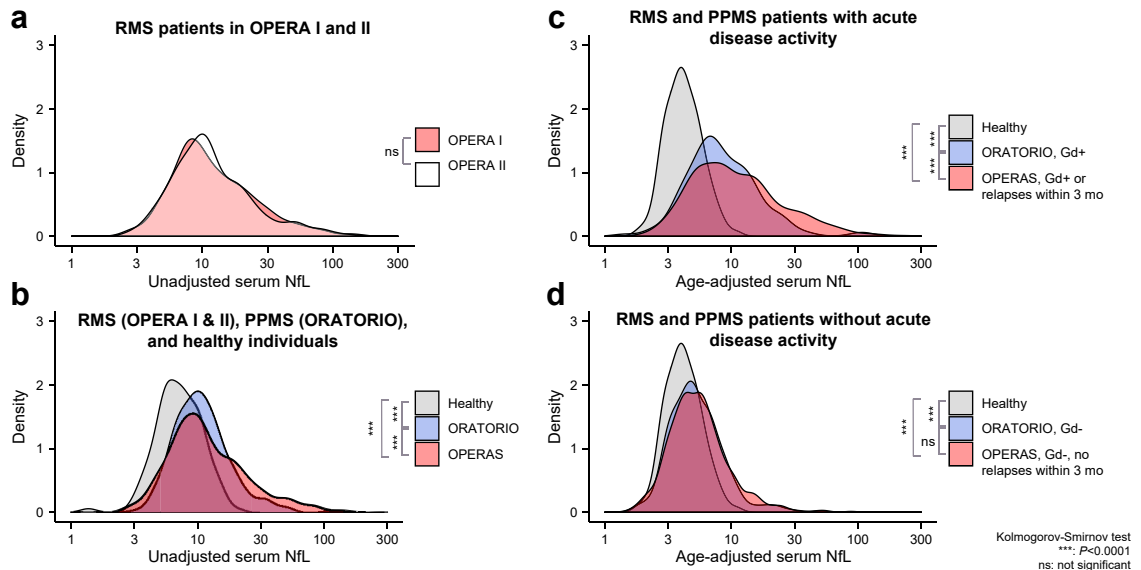 a
RMS patients in OPERA I and II
3
2
1
0
Density
1 3 10 30 100 300
Unadjusted serum NfL
ns
OPERA I
OPERA II
b
RMS (OPERA I & II), PPMS (ORATORIO),
and healthy individuals
3
2
1
0
Density
1 3 10 30 100 300
Unadjusted serum NfL
***
***
***
Healthy
ORATORIO
OPERAS
c
RMS and PPMS patients with acute
disease activity
3
2
1
0
Density
1 3 10 30 100 300
Age-adjusted serum NfL
***
***
***
Healthy
ORATORIO, Gd+
OPERAS, Gd+ or
relapses within 3 mo
d
RMS and PPMS patients without acute
disease activity
3
2
1
0
Density
1 3 10 30 100 300
Age-adjusted serum NfL
***
***
ns
Healthy
ORATORIO, Gd-
OPERAS, Gd-, no
relapses within 3 mo
Kolmogorov-Smirnov test
***: P<0.0001
ns: not significant